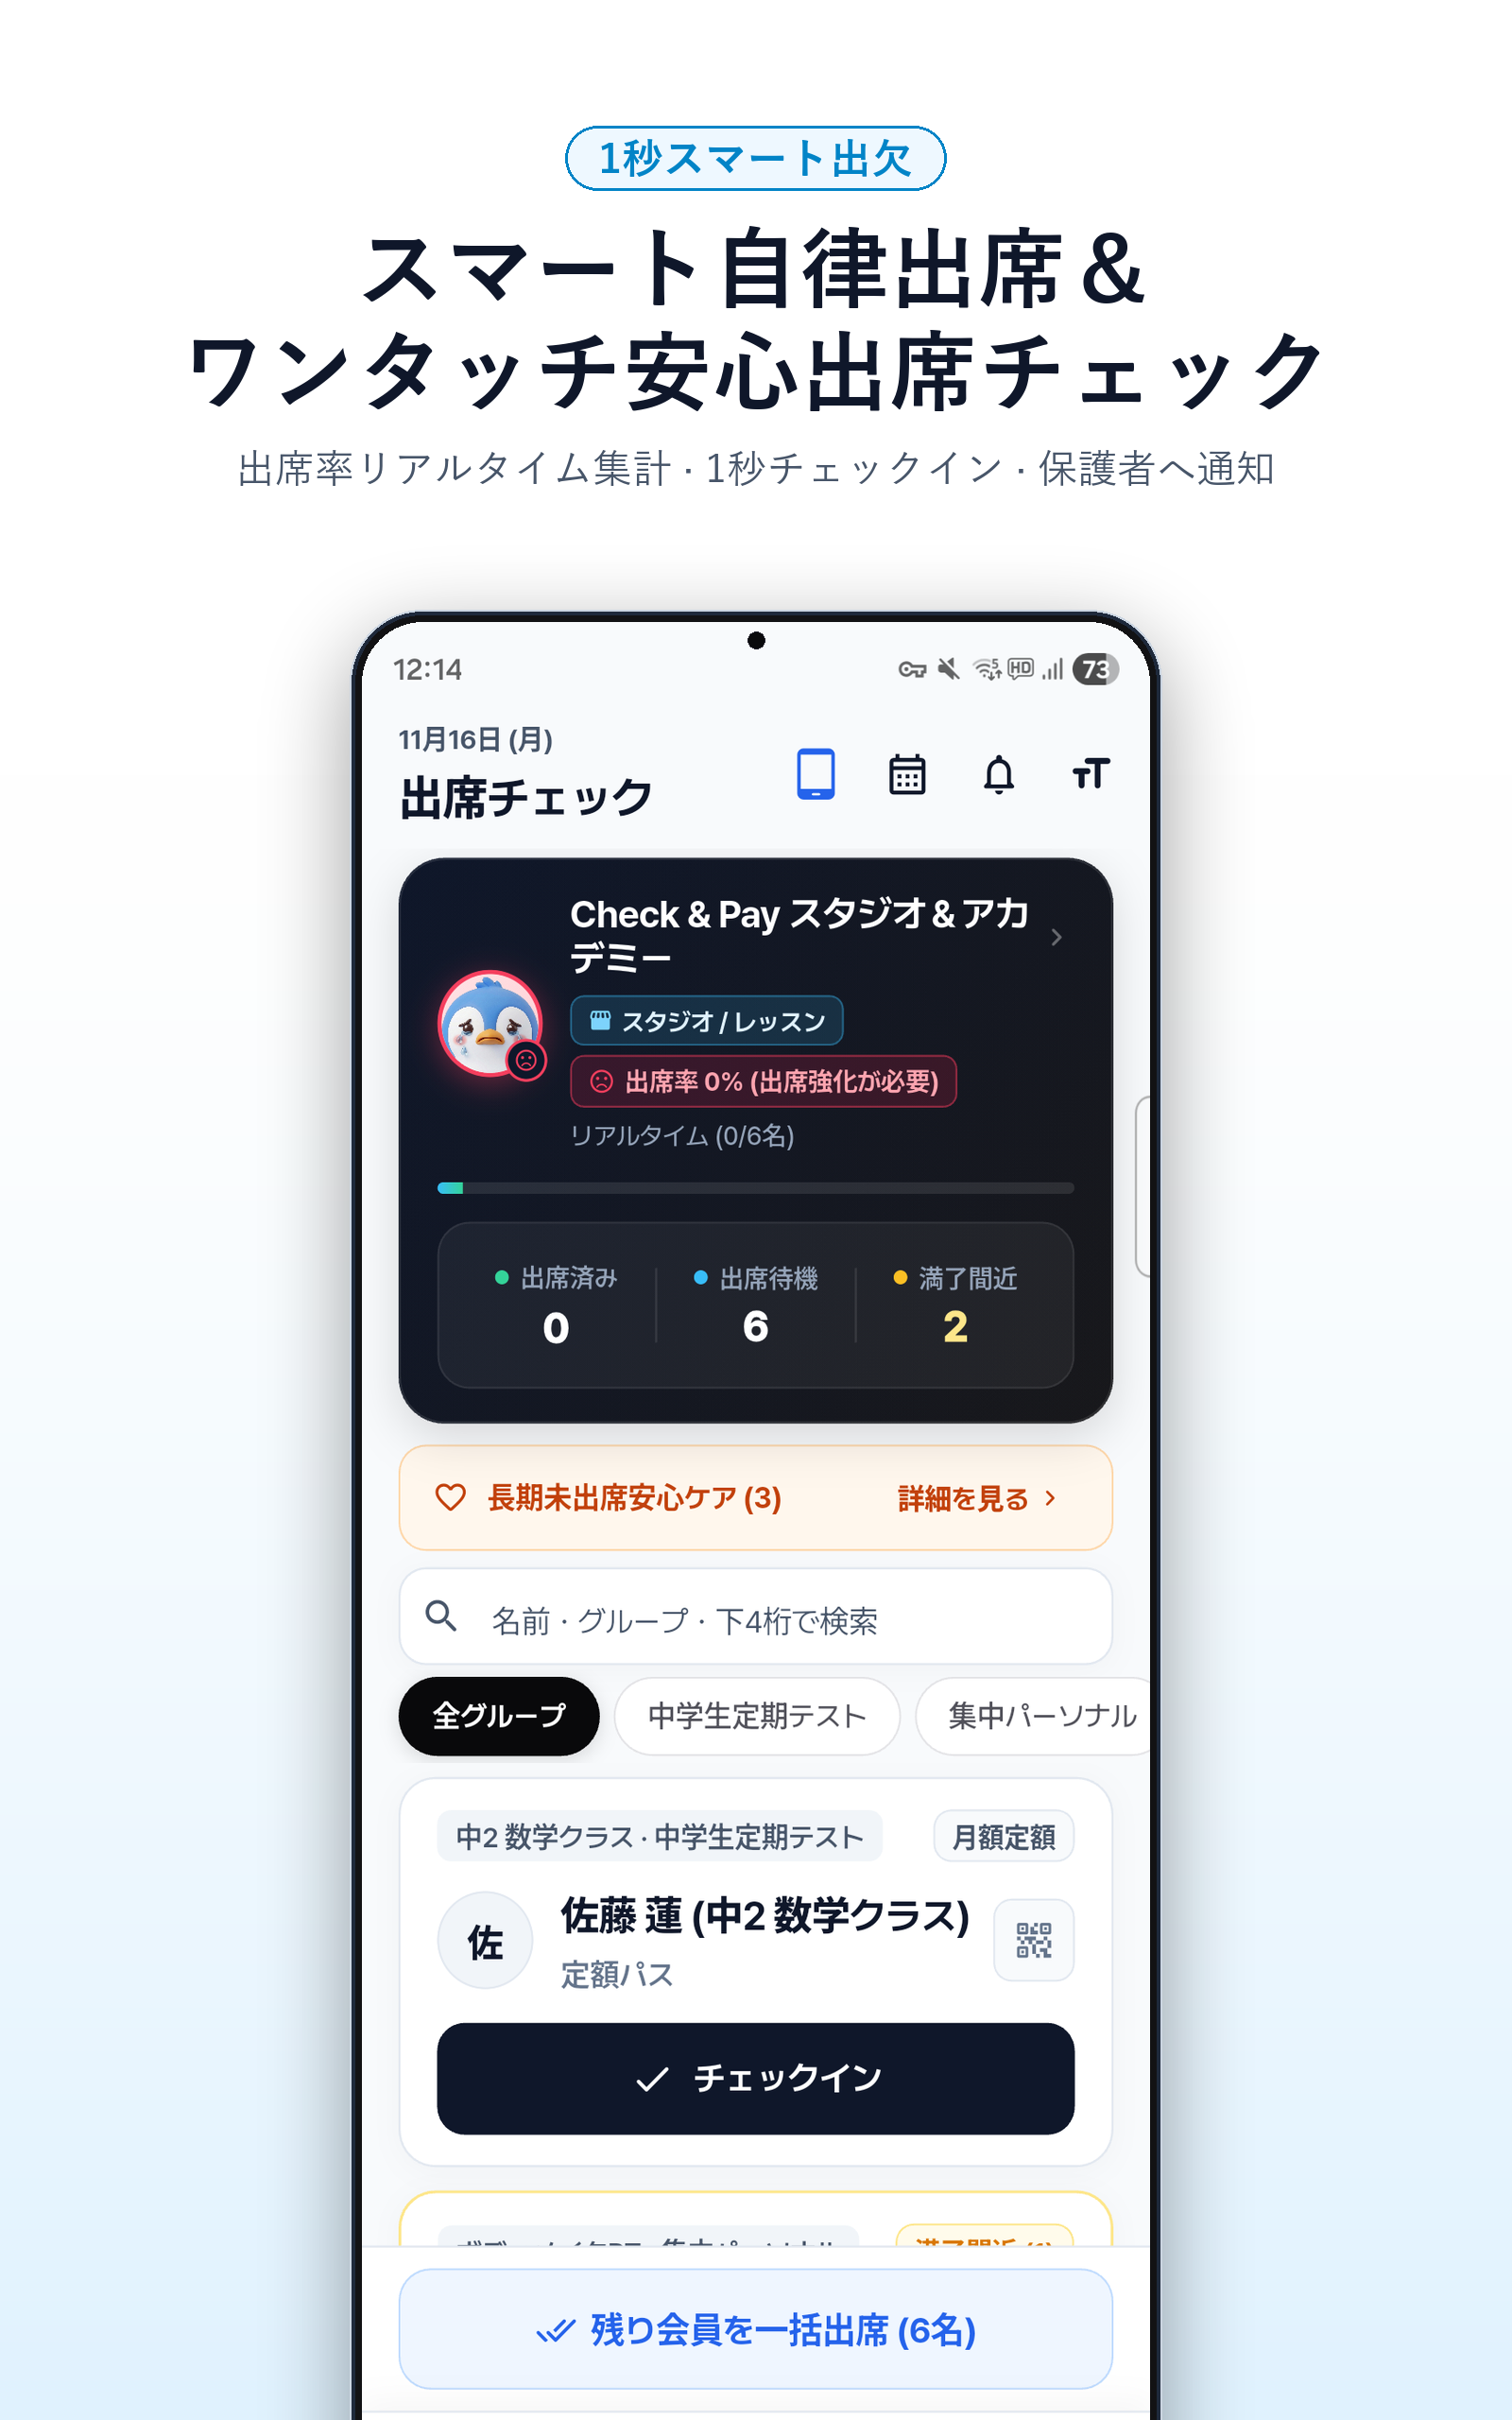 1秒スマート出欠
スマート自律出席＆
ワンタッチ安心出席チェック
出席率リアルタイム集計 · 1秒チェックイン · 保護者へ通知
12:14
5 HD 73
11月16日 (月)
出席チェック
Check & Pay スタジオ＆アカ
デミー
スタジオ / レッスン
出席率 0% (出席強化が必要)
リアルタイム (0/6名)
出席済み 出席待機 満了間近
0 6 2
長期未出席安心ケア (3) 詳細を見る
名前 · グループ · 下4桁で検索
全グループ 中学生定期テスト 集中パーソナル
中2 数学クラス · 中学生定期テスト 月額定額
佐 佐藤 蓮 (中2 数学クラス)
定額パス
チェックイン
残り会員を一括出席 (6名)